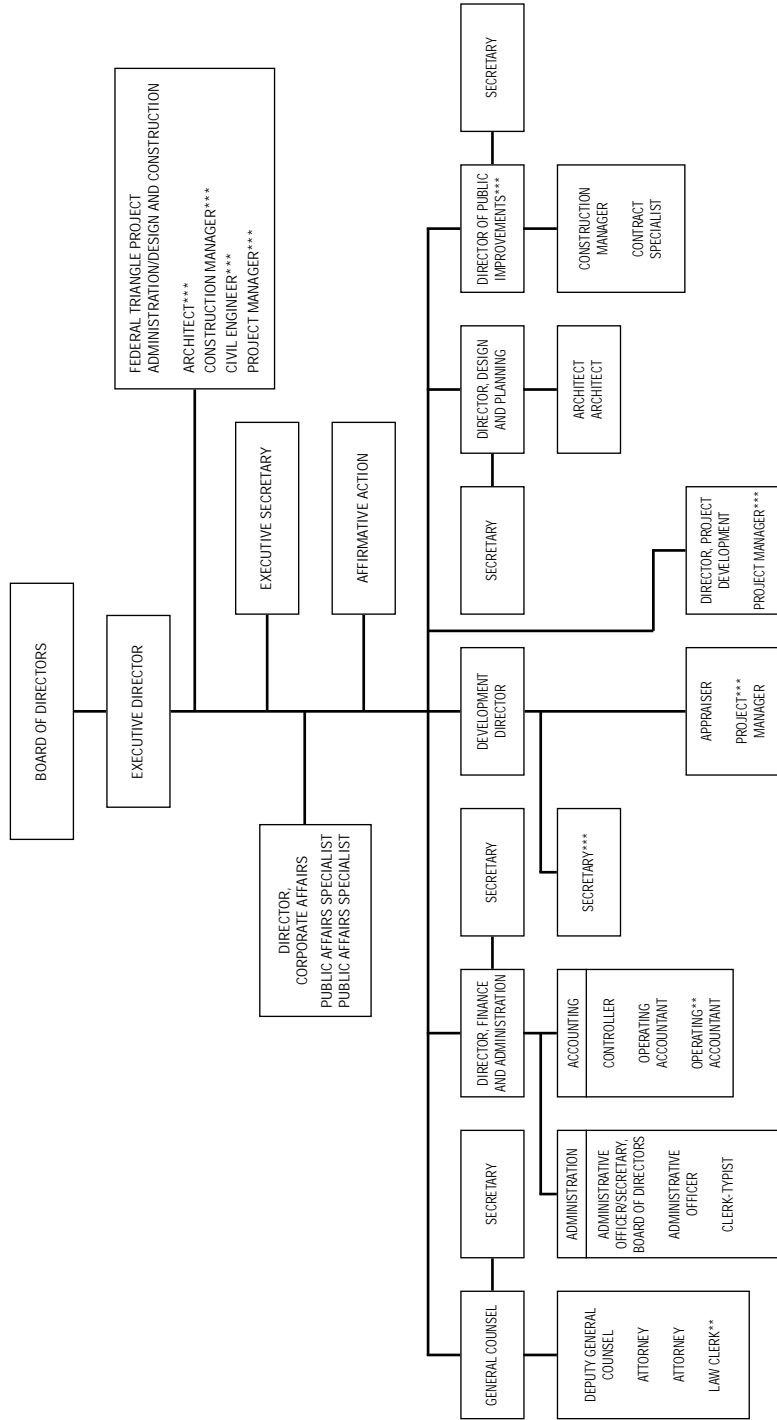 BOARD OF DIRECTORS
EXECUTIVE DIRECTOR
FEDERAL TRIANGLE PROJECT
ADMINISTRATION/DESIGN AND CONSTRUCTION
ARCHITECT***
CONSTRUCTION MANAGER***
CIVIL ENGINEER***
PROJECT MANAGER***
EXECUTIVE SECRETARY
DIRECTOR,
CORPORATE AFFAIRS
PUBLIC AFFAIRS SPECIALIST
PUBLIC AFFAIRS SPECIALIST
AFFIRMATIVE ACTION
GENERAL COUNSEL
SECRETARY
DIRECTOR, FINANCE
AND ADMINISTRATION
SECRETARY
DEVELOPMENT
DIRECTOR
SECRETARY
DIRECTOR, DESIGN
AND PLANNING
DIRECTOR OF PUBLIC
IMPROVEMENTS***
SECRETARY
DEPUTY GENERAL
COUNSEL
ATTORNEY
ATTORNEY
LAW CLERK**
ADMINISTRATION
ADMINISTRATIVE
OFFICER/SECRETARY,
BOARD OF DIRECTORS
ADMINISTRATIVE
OFFICER
CLERK-TYPIST
ACCOUNTING
CONTROLLER
OPERATING
ACCOUNTANT
OPERATING**
ACCOUNTANT
SECRETARY***
ARCHITECT
ARCHITECT
CONSTRUCTION
MANAGER
CONTRACT
SPECIALIST
APPRAISER
PROJECT***
MANAGER
DIRECTOR, PROJECT
DEVELOPMENT
PROJECT MANAGER***